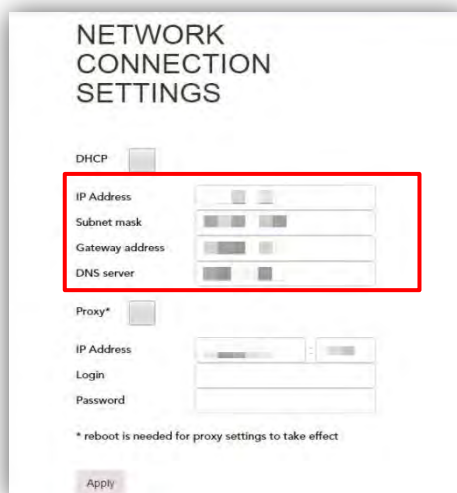 NETWORK
CONNECTION
SETTINGS
DHCP
IP Address
Subnet mask
Gateway address
DNS server
Proxy*
IP Address :
Login
Password
* reboot is needed for proxy settings to take effect
Apply